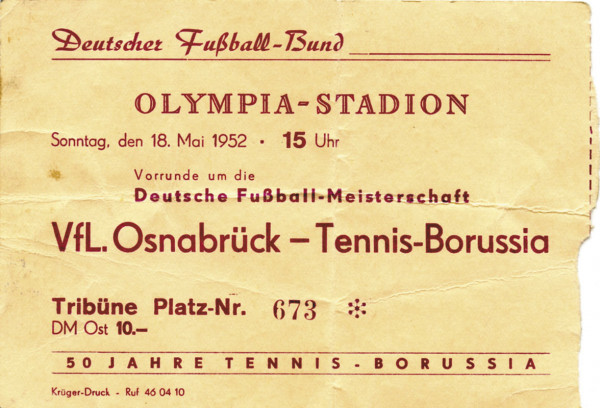 Deutscher Fußball-Bund
OLYMPIA-STADION
Sonntag, den 18. Mai 1952 · 15 Uhr
Vorrunde um die
Deutsche Fußball-Meisterschaft
VfL. Osnabrück – Tennis-Borussia
Tribüne Platz-Nr. 673 *
DM Ost 10.–
50 JAHRE TENNIS-BORUSSIA
Krüger-Druck - Ruf 46 04 10